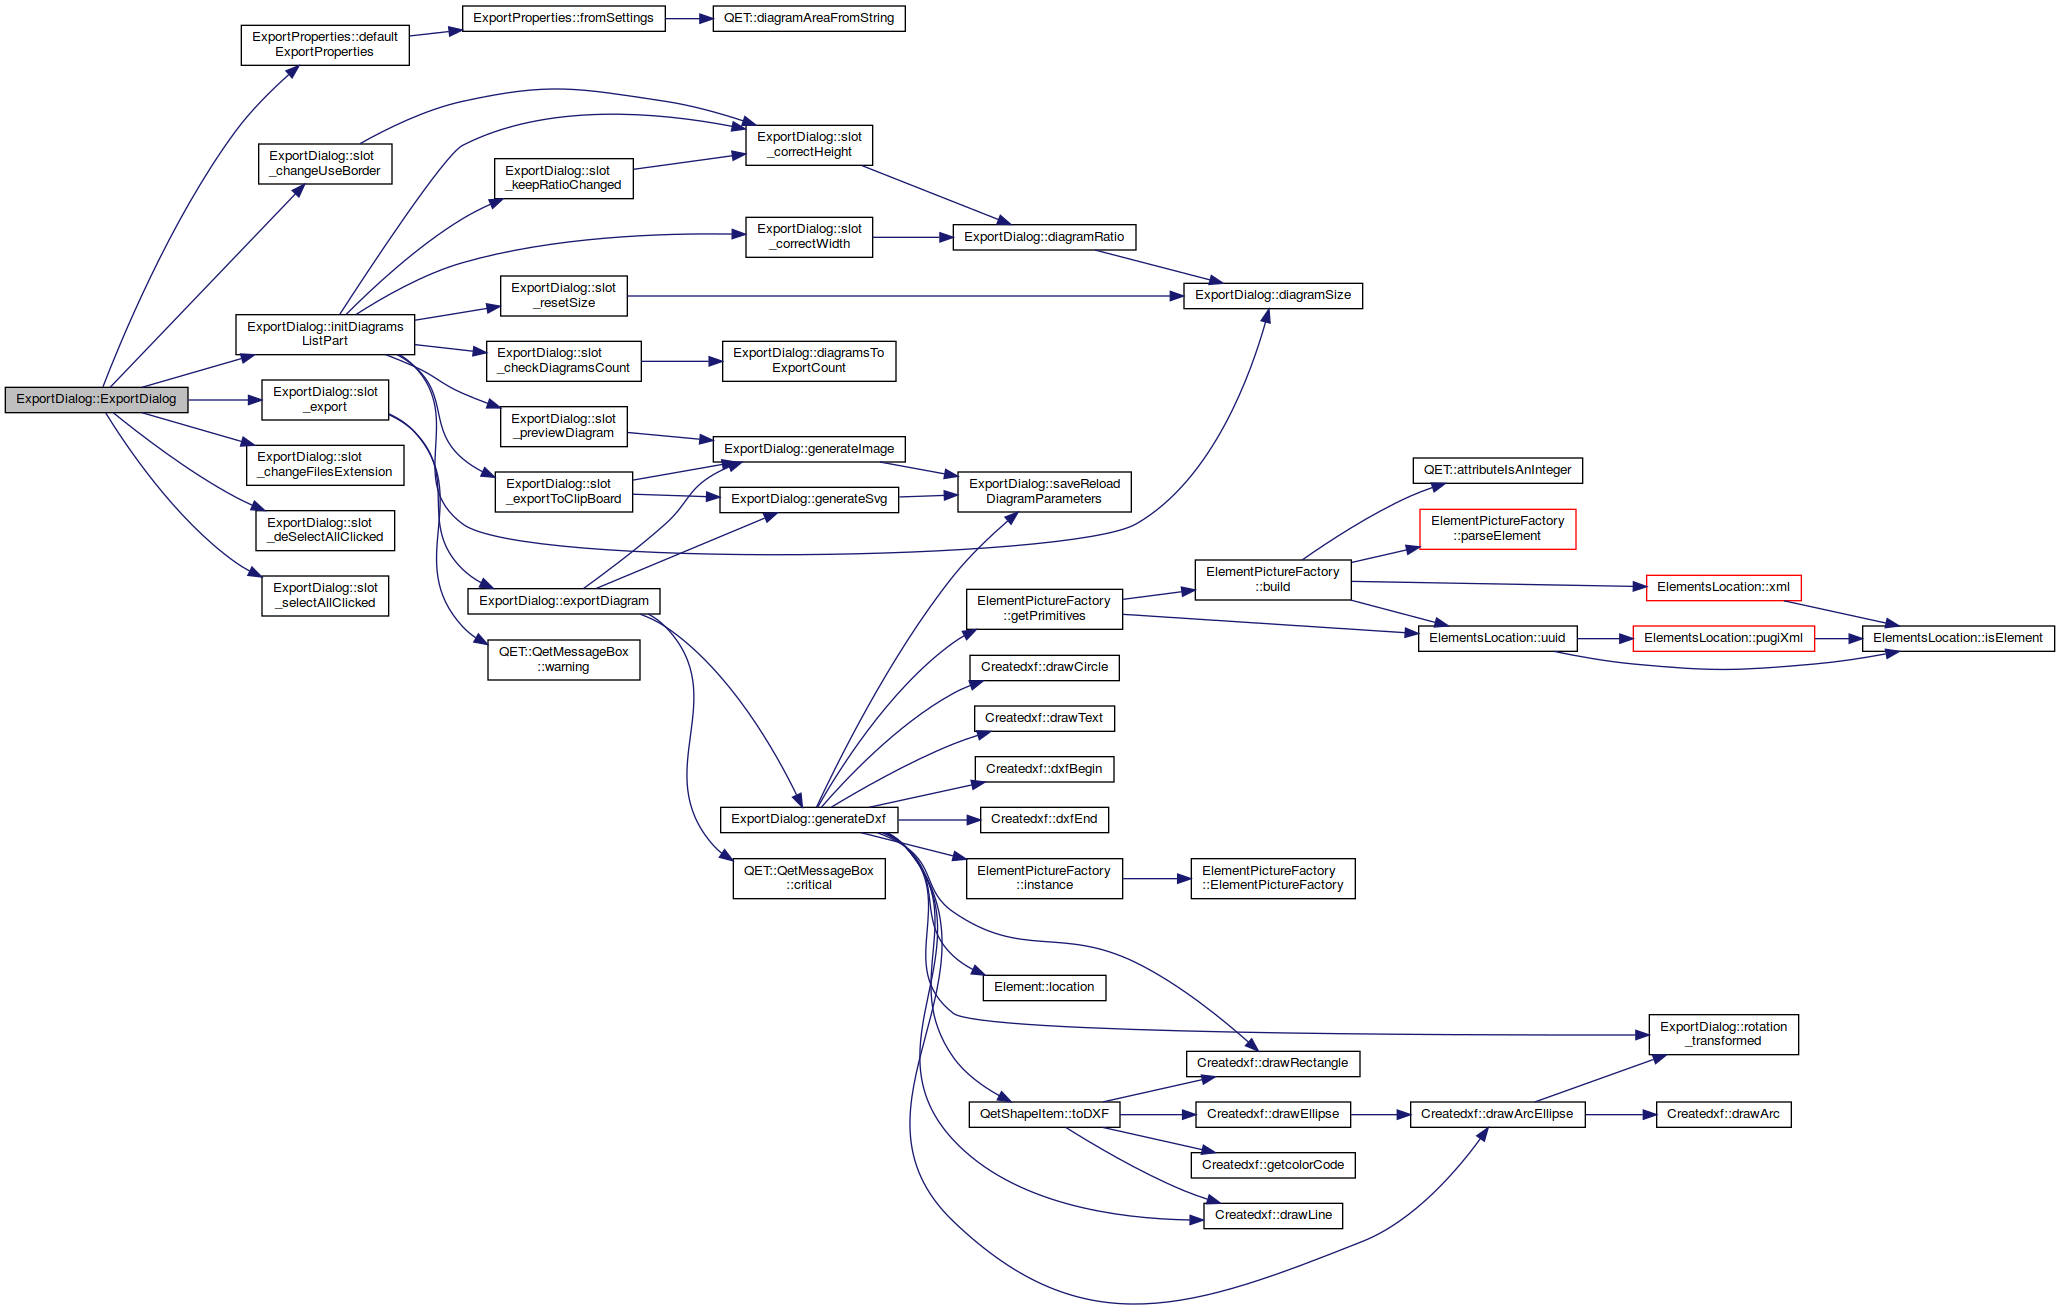 ExportDialog::ExportDialog
ExportProperties::default
ExportProperties
ExportProperties::fromSettings
QET::diagramAreaFromString
ExportDialog::slot
_changeUseBorder
ExportDialog::slot
_correctHeight
ExportDialog::diagramRatio
ExportDialog::diagramSize
ExportDialog::initDiagrams
ListPart
ExportDialog::slot
_keepRatioChanged
ExportDialog::slot
_correctWidth
ExportDialog::slot
_resetSize
ExportDialog::slot
_checkDiagramsCount
ExportDialog::diagramsTo
ExportCount
ExportDialog::slot
_previewDiagram
ExportDialog::generateImage
ExportDialog::saveReload
DiagramParameters
ExportDialog::slot
_exportToClipBoard
ExportDialog::generateSvg
ExportDialog::slot
_export
ExportDialog::slot
_changeFilesExtension
ExportDialog::slot
_deSelectAllClicked
ExportDialog::slot
_selectAllClicked
ExportDialog::exportDiagram
QET::QetMessageBox
::warning
ExportDialog::generateDxf
QET::QetMessageBox
::critical
ElementPictureFactory
::getPrimitives
ElementPictureFactory
::build
QET::attributeIsAnInteger
ElementPictureFactory
::parseElement
ElementsLocation::xml
ElementsLocation::uuid
ElementsLocation::pugiXml
ElementsLocation::isElement
Createdxf::drawCircle
Createdxf::drawText
Createdxf::dxfBegin
Createdxf::dxfEnd
ElementPictureFactory
::instance
ElementPictureFactory
::ElementPictureFactory
Element::location
ExportDialog::rotation
_transformed
Createdxf::drawRectangle
QetShapeItem::toDXF
Createdxf::drawEllipse
Createdxf::drawArcEllipse
Createdxf::drawArc
Createdxf::getcolorCode
Createdxf::drawLine